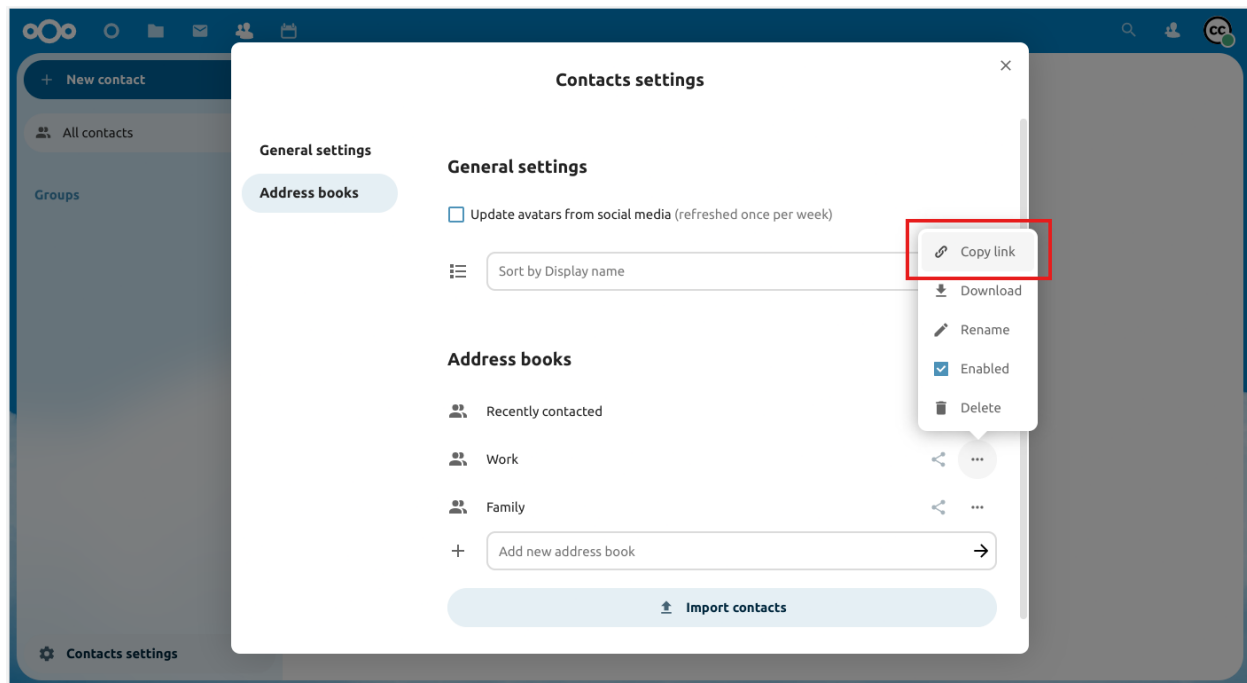 CC
New contact
All contacts
Groups
Contacts settings
Contacts settings
General settings
Address books
General settings
Update avatars from social media (refreshed once per week)
Sort by Display name
Address books
Recently contacted
Work
Family
Add new address book
Import contacts
Copy link
Download
Rename
Enabled
Delete